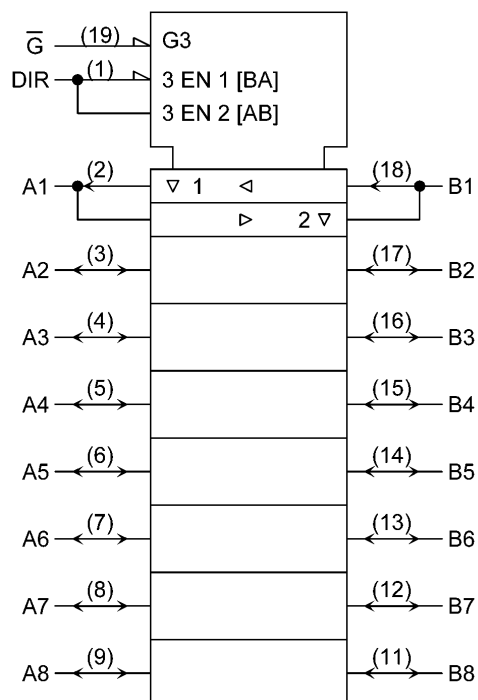 G̅ (19) G3
DIR (1) 3 EN 1 [BA]
3 EN 2 [AB]
A1 (2) ▽ 1 ◁ (18) B1
▷ 2 ▽
A2 (3) (17) B2
A3 (4) (16) B3
A4 (5) (15) B4
A5 (6) (14) B5
A6 (7) (13) B6
A7 (8) (12) B7
A8 (9) (11) B8